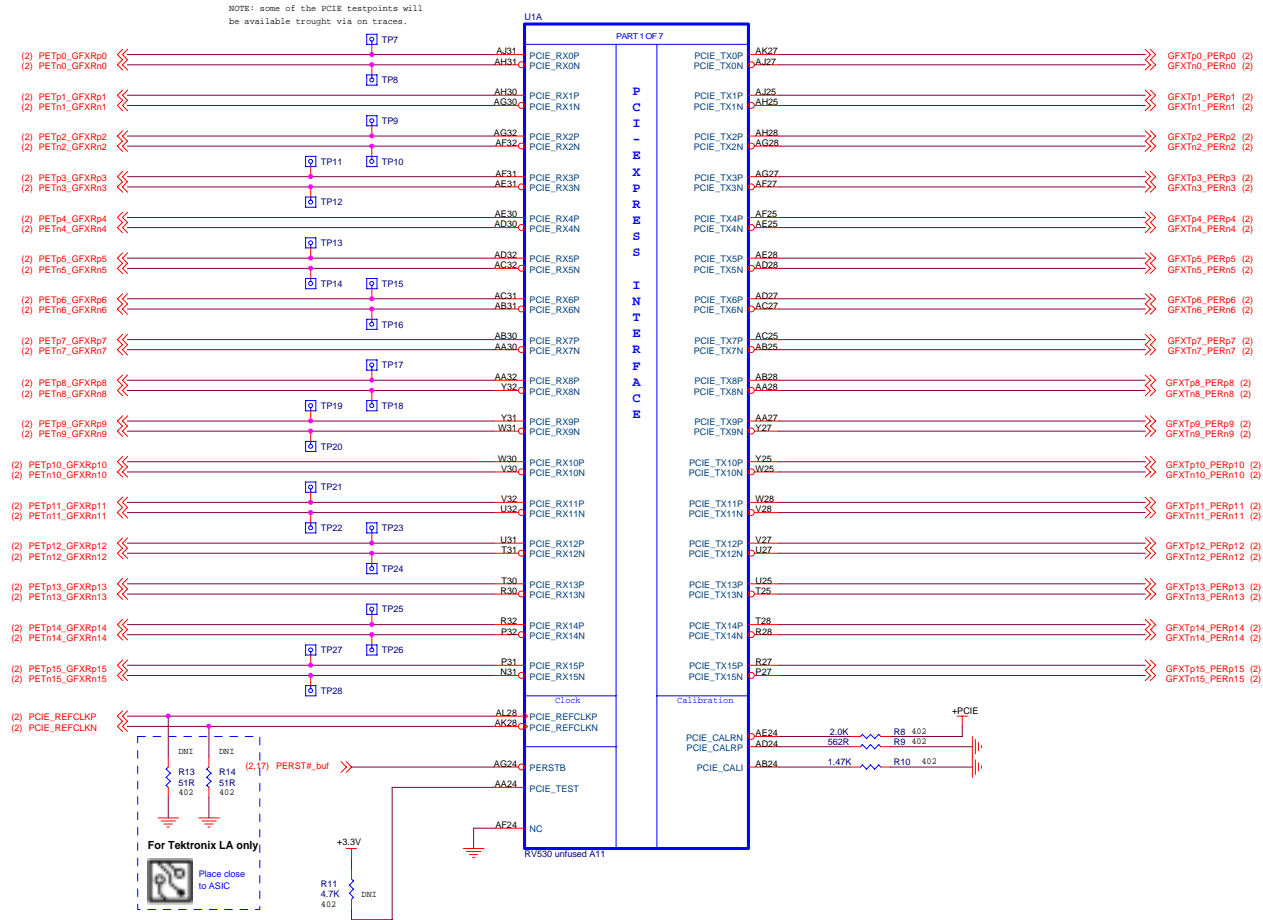 NOTE: some of the PCIE testpoints will
be available trought via on traces.
U1A
PART 1 OF 7
PCI-EXPRESS INTERFACE
(2) PETp0_GFXRp0 TP7 AJ31 PCIE_RX0P PCIE_TX0P AK27 GFXTp0_PERp0 (2)
(2) PETn0_GFXRn0 TP8 AH31 PCIE_RX0N PCIE_TX0N AJ27 GFXTn0_PERn0 (2)
(2) PETp1_GFXRp1 AH30 PCIE_RX1P PCIE_TX1P AJ25 GFXTp1_PERp1 (2)
(2) PETn1_GFXRn1 AG30 PCIE_RX1N PCIE_TX1N AH25 GFXTn1_PERn1 (2)
(2) PETp2_GFXRp2 TP9 AG32 PCIE_RX2P PCIE_TX2P AH28 GFXTp2_PERp2 (2)
(2) PETn2_GFXRn2 TP10 AF32 PCIE_RX2N PCIE_TX2N AG28 GFXTn2_PERn2 (2)
(2) PETp3_GFXRp3 TP11 AF31 PCIE_RX3P PCIE_TX3P AG27 GFXTp3_PERp3 (2)
(2) PETn3_GFXRn3 TP12 AE31 PCIE_RX3N PCIE_TX3N AF27 GFXTn3_PERn3 (2)
(2) PETp4_GFXRp4 AE30 PCIE_RX4P PCIE_TX4P AF25 GFXTp4_PERp4 (2)
(2) PETn4_GFXRn4 AD30 PCIE_RX4N PCIE_TX4N AE25 GFXTn4_PERn4 (2)
(2) PETp5_GFXRp5 TP13 AD32 PCIE_RX5P PCIE_TX5P AE28 GFXTp5_PERp5 (2)
(2) PETn5_GFXRn5 TP14 AC32 PCIE_RX5N PCIE_TX5N AD28 GFXTn5_PERn5 (2)
(2) PETp6_GFXRp6 TP15 AC31 PCIE_RX6P PCIE_TX6P AD27 GFXTp6_PERp6 (2)
(2) PETn6_GFXRn6 TP16 AB31 PCIE_RX6N PCIE_TX6N AC27 GFXTn6_PERn6 (2)
(2) PETp7_GFXRp7 AB30 PCIE_RX7P PCIE_TX7P AC25 GFXTp7_PERp7 (2)
(2) PETn7_GFXRn7 AA30 PCIE_RX7N PCIE_TX7N AB25 GFXTn7_PERn7 (2)
(2) PETp8_GFXRp8 TP17 AA32 PCIE_RX8P PCIE_TX8P AB28 GFXTp8_PERp8 (2)
(2) PETn8_GFXRn8 TP18 Y32 PCIE_RX8N PCIE_TX8N AA28 GFXTn8_PERn8 (2)
(2) PETp9_GFXRp9 TP19 Y31 PCIE_RX9P PCIE_TX9P AA27 GFXTp9_PERp9 (2)
(2) PETn9_GFXRn9 TP20 W31 PCIE_RX9N PCIE_TX9N Y27 GFXTn9_PERn9 (2)
(2) PETp10_GFXRp10 W30 PCIE_RX10P PCIE_TX10P Y25 GFXTp10_PERp10 (2)
(2) PETn10_GFXRn10 V30 PCIE_RX10N PCIE_TX10N W25 GFXTn10_PERn10 (2)
(2) PETp11_GFXRp11 TP21 V32 PCIE_RX11P PCIE_TX11P W28 GFXTp11_PERp11 (2)
(2) PETn11_GFXRn11 TP22 U32 PCIE_RX11N PCIE_TX11N V28 GFXTn11_PERn11 (2)
(2) PETp12_GFXRp12 TP23 U31 PCIE_RX12P PCIE_TX12P V27 GFXTp12_PERp12 (2)
(2) PETn12_GFXRn12 TP24 T31 PCIE_RX12N PCIE_TX12N U27 GFXTn12_PERn12 (2)
(2) PETp13_GFXRp13 T30 PCIE_RX13P PCIE_TX13P U25 GFXTp13_PERp13 (2)
(2) PETn13_GFXRn13 R30 PCIE_RX13N PCIE_TX13N T25 GFXTn13_PERn13 (2)
(2) PETp14_GFXRp14 TP25 R32 PCIE_RX14P PCIE_TX14P T28 GFXTp14_PERp14 (2)
(2) PETn14_GFXRn14 TP26 P32 PCIE_RX14N PCIE_TX14N R28 GFXTn14_PERn14 (2)
(2) PETp15_GFXRp15 TP27 P31 PCIE_RX15P PCIE_TX15P R27 GFXTp15_PERp15 (2)
(2) PETn15_GFXRn15 TP28 N31 PCIE_RX15N PCIE_TX15N P27 GFXTn15_PERn15 (2)
Clock Calibration
(2) PCIE_REFCLKP AL28 PCIE_REFCLKP +PCIE
(2) PCIE_REFCLKN AK28 PCIE_REFCLKN
PCIE_CALRN AE24 2.0K R8 402
PCIE_CALRP AD24 562R R9 402
PCIE_CALI AB24 1.47K R10 402
DNI DNI
R13 R14
51R 51R
402 402
(2,17) PERST#_buf AG24 PERSTB
AA24 PCIE_TEST
AF24 NC
RV530 unfused A11
For Tektronix LA only
Place close
to ASIC
+3.3V
R11
4.7K DNI
402